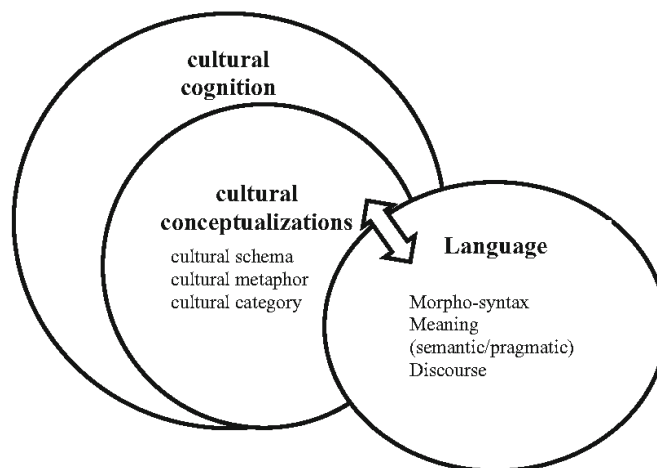 cultural
cognition
cultural
conceptualizations
cultural schema
cultural metaphor
cultural category
Language
Morpho-syntax
Meaning
(semantic/pragmatic)
Discourse